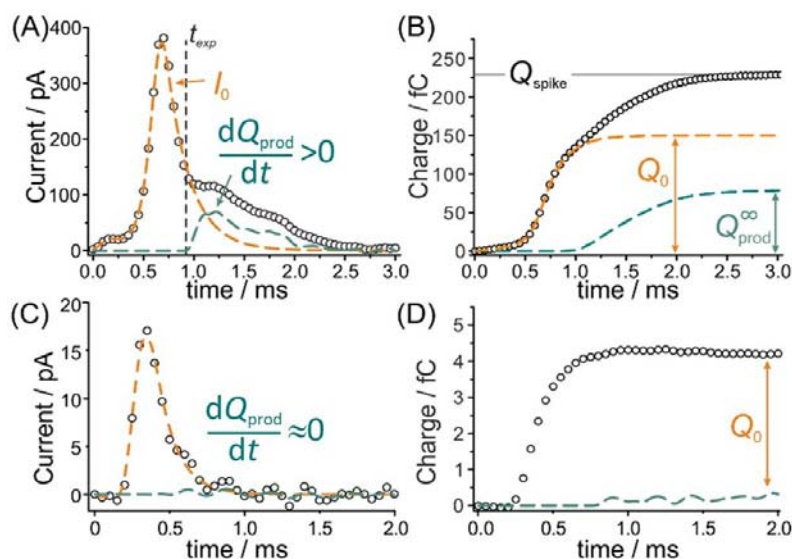 (A)
t_exp
I_0
dQ_prod
dt
>0
Current / pA
400
300
200
100
0
0.0 0.5 1.0 1.5 2.0 2.5 3.0
time / ms
(B)
Q_spike
Q_0
Q_prod^∞
Charge / fC
250
200
150
100
50
0
0.0 0.5 1.0 1.5 2.0 2.5 3.0
time / ms
(C)
dQ_prod
dt
≈0
Current / pA
20
15
10
5
0
0 0.5 1.0 1.5 2.0
time / ms
(D)
Q_0
Charge / fC
5
4
3
2
1
0
0.0 0.5 1.0 1.5 2.0
time / ms